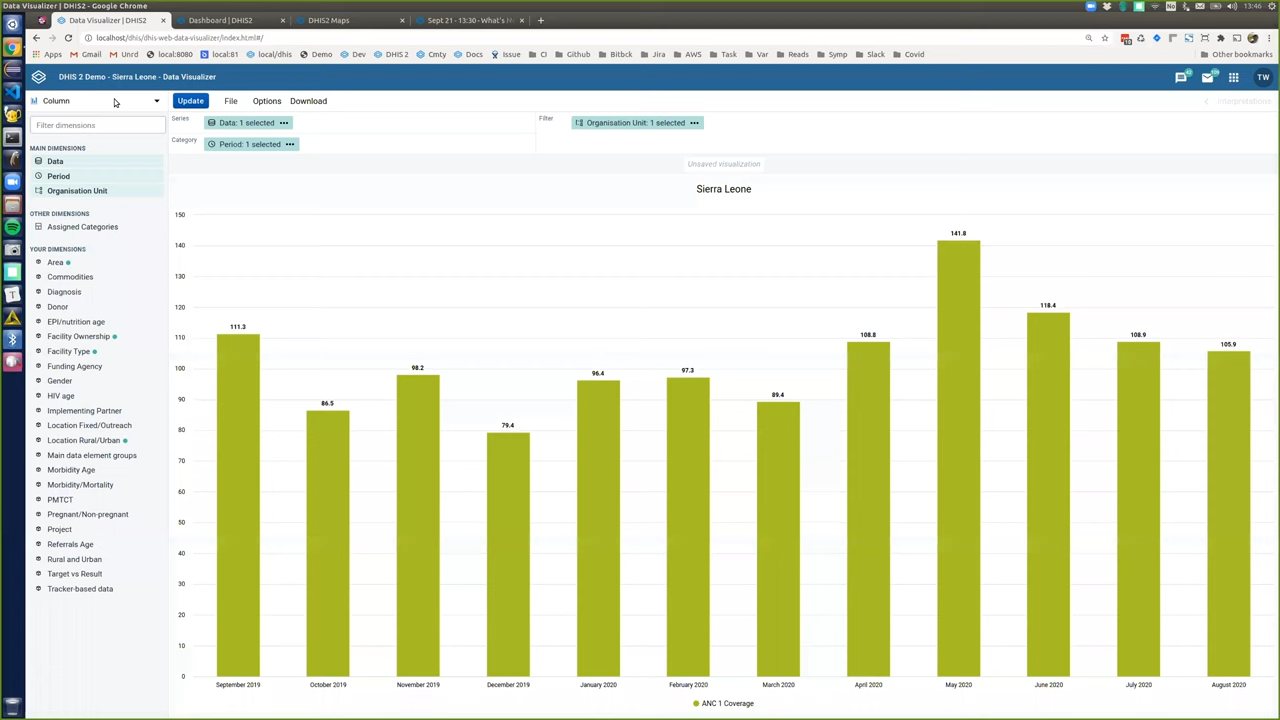 Data Visualizer | DHIS2 - Google Chrome
No
13:46
Data Visualizer | DHIS2
Dashboard | DHIS2
DHIS2 Maps
Sept 21 - 13:30 - What's N
localhost/dhis/dhis-web-data-visualizer/index.html#/
Apps
Gmail
Unrd
local:8080
local:81
local/dhis
Demo
Dev
DHIS 2
Cmtv
Docs
Issue
CI
Github
Bitbck
Jira
AWS
Task
Var
Reads
Symp
Slack
Covid
Other bookmarks
DHIS 2 Demo - Sierra Leone - Data Visualizer
TW
Column
Update
File
Options
Download
Interpretations
Filter dimensions
Series
Data: 1 selected •••
Filter
Organisation Unit: 1 selected •••
Category
Period: 1 selected •••
MAIN DIMENSIONS
Data
Period
Organisation Unit
OTHER DIMENSIONS
Assigned Categories
YOUR DIMENSIONS
Area
Commodities
Diagnosis
Donor
EPI/nutrition age
Facility Ownership
Facility Type
Funding Agency
Gender
HIV age
Implementing Partner
Location Fixed/Outreach
Location Rural/Urban
Main data element groups
Morbidity Age
Morbidity/Mortality
PMTCT
Pregnant/Non-pregnant
Project
Referrals Age
Rural and Urban
Target vs Result
Tracker-based data
Unsaved visualization
Sierra Leone
150
140
130
120
110
100
90
80
70
60
50
40
30
20
10
0
111.3
86.5
98.2
79.4
96.4
97.3
89.4
108.8
141.8
118.4
108.9
105.9
September 2019
October 2019
November 2019
December 2019
January 2020
February 2020
March 2020
April 2020
May 2020
June 2020
July 2020
August 2020
ANC 1 Coverage